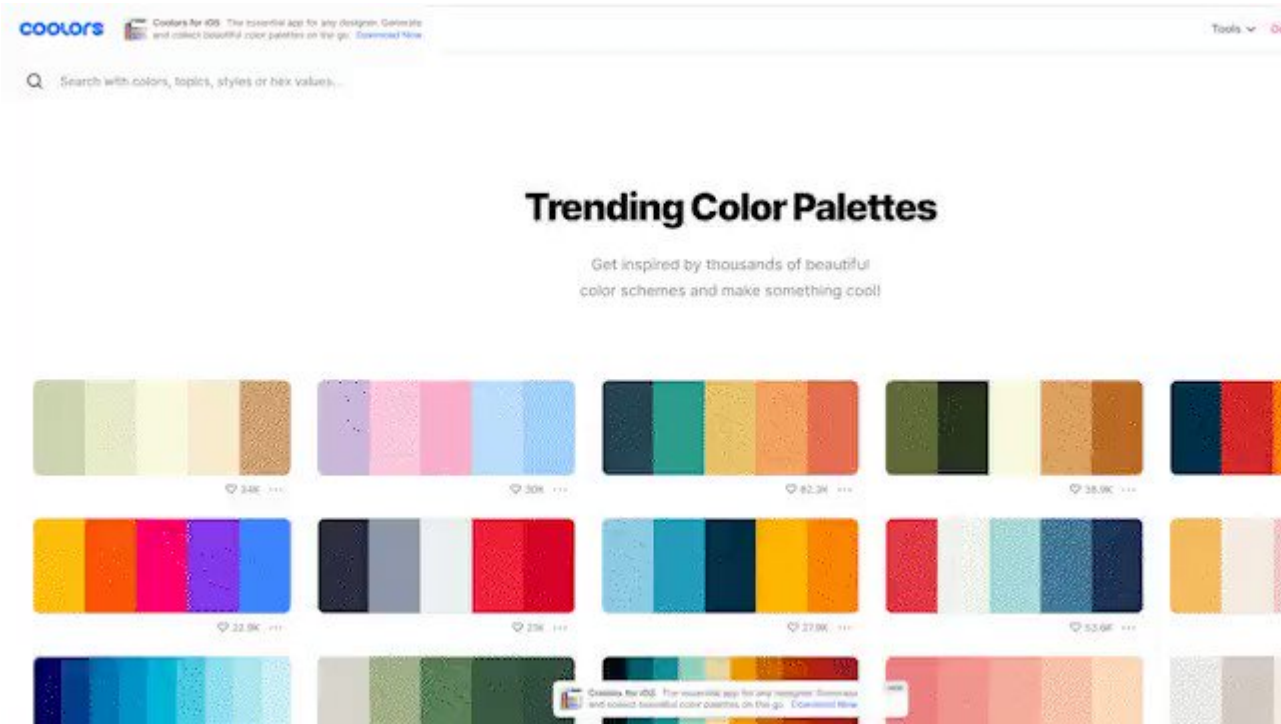 coolors
Coolors for iOS The essential app for any designer. Generate
and collect beautiful color palettes on the go. Download Now
Tools
Search with colors, topics, styles or hex values...
Trending Color Palettes
Get inspired by thousands of beautiful
color schemes and make something cool!
34K ···
30K ···
82.3K ···
38.9K ···
22.9K ···
25K ···
27.9K ···
53.6K ···
Coolors for iOS The essential app for any designer. Generate
and collect beautiful color palettes on the go. Download Now